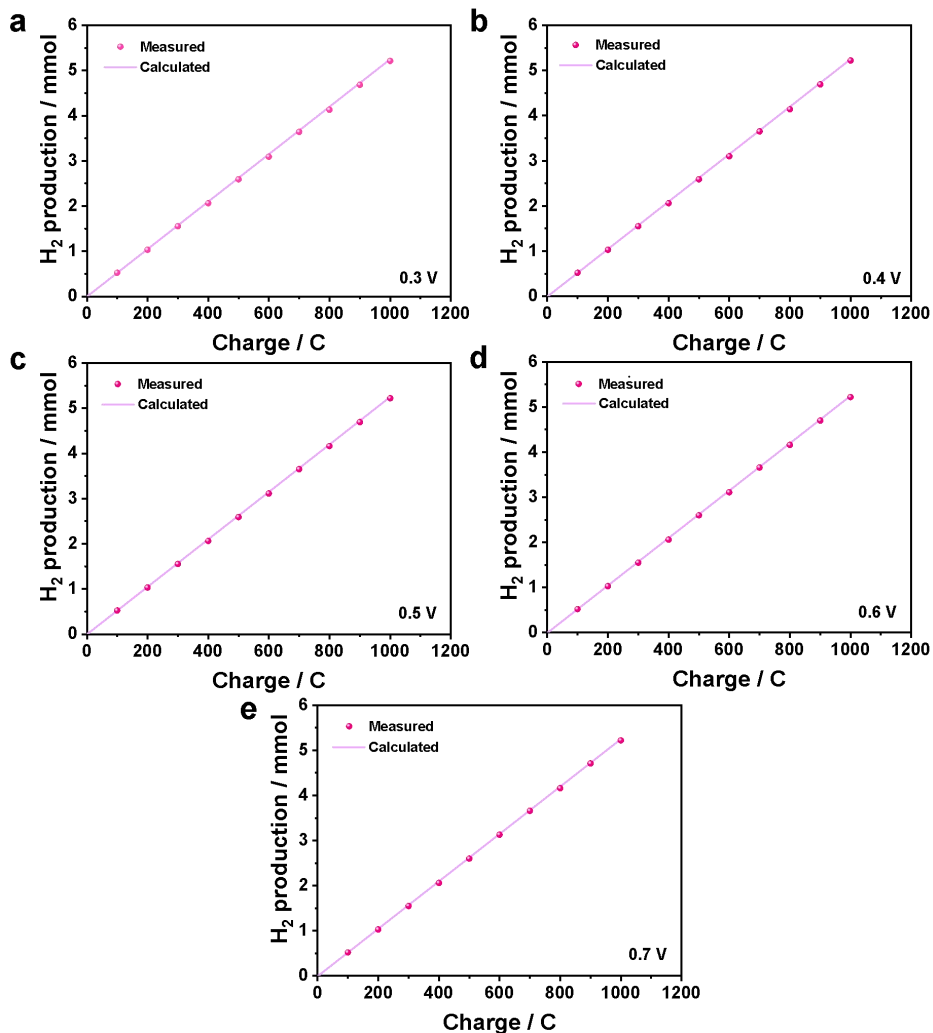 a
H₂ production / mmol
6
5
4
3
2
1
0
Measured
Calculated
0.3 V
0 200 400 600 800 1000 1200
Charge / C
b
H₂ production / mmol
6
5
4
3
2
1
0
Measured
Calculated
0.4 V
0 200 400 600 800 1000 1200
Charge / C
c
H₂ production / mmol
6
5
4
3
2
1
0
Measured
Calculated
0.5 V
0 200 400 600 800 1000 1200
Charge / C
d
H₂ production / mmol
6
5
4
3
2
1
0
Measured
Calculated
0.6 V
0 200 400 600 800 1000 1200
Charge / C
e
H₂ production / mmol
6
5
4
3
2
1
0
Measured
Calculated
0.7 V
0 200 400 600 800 1000 1200
Charge / C